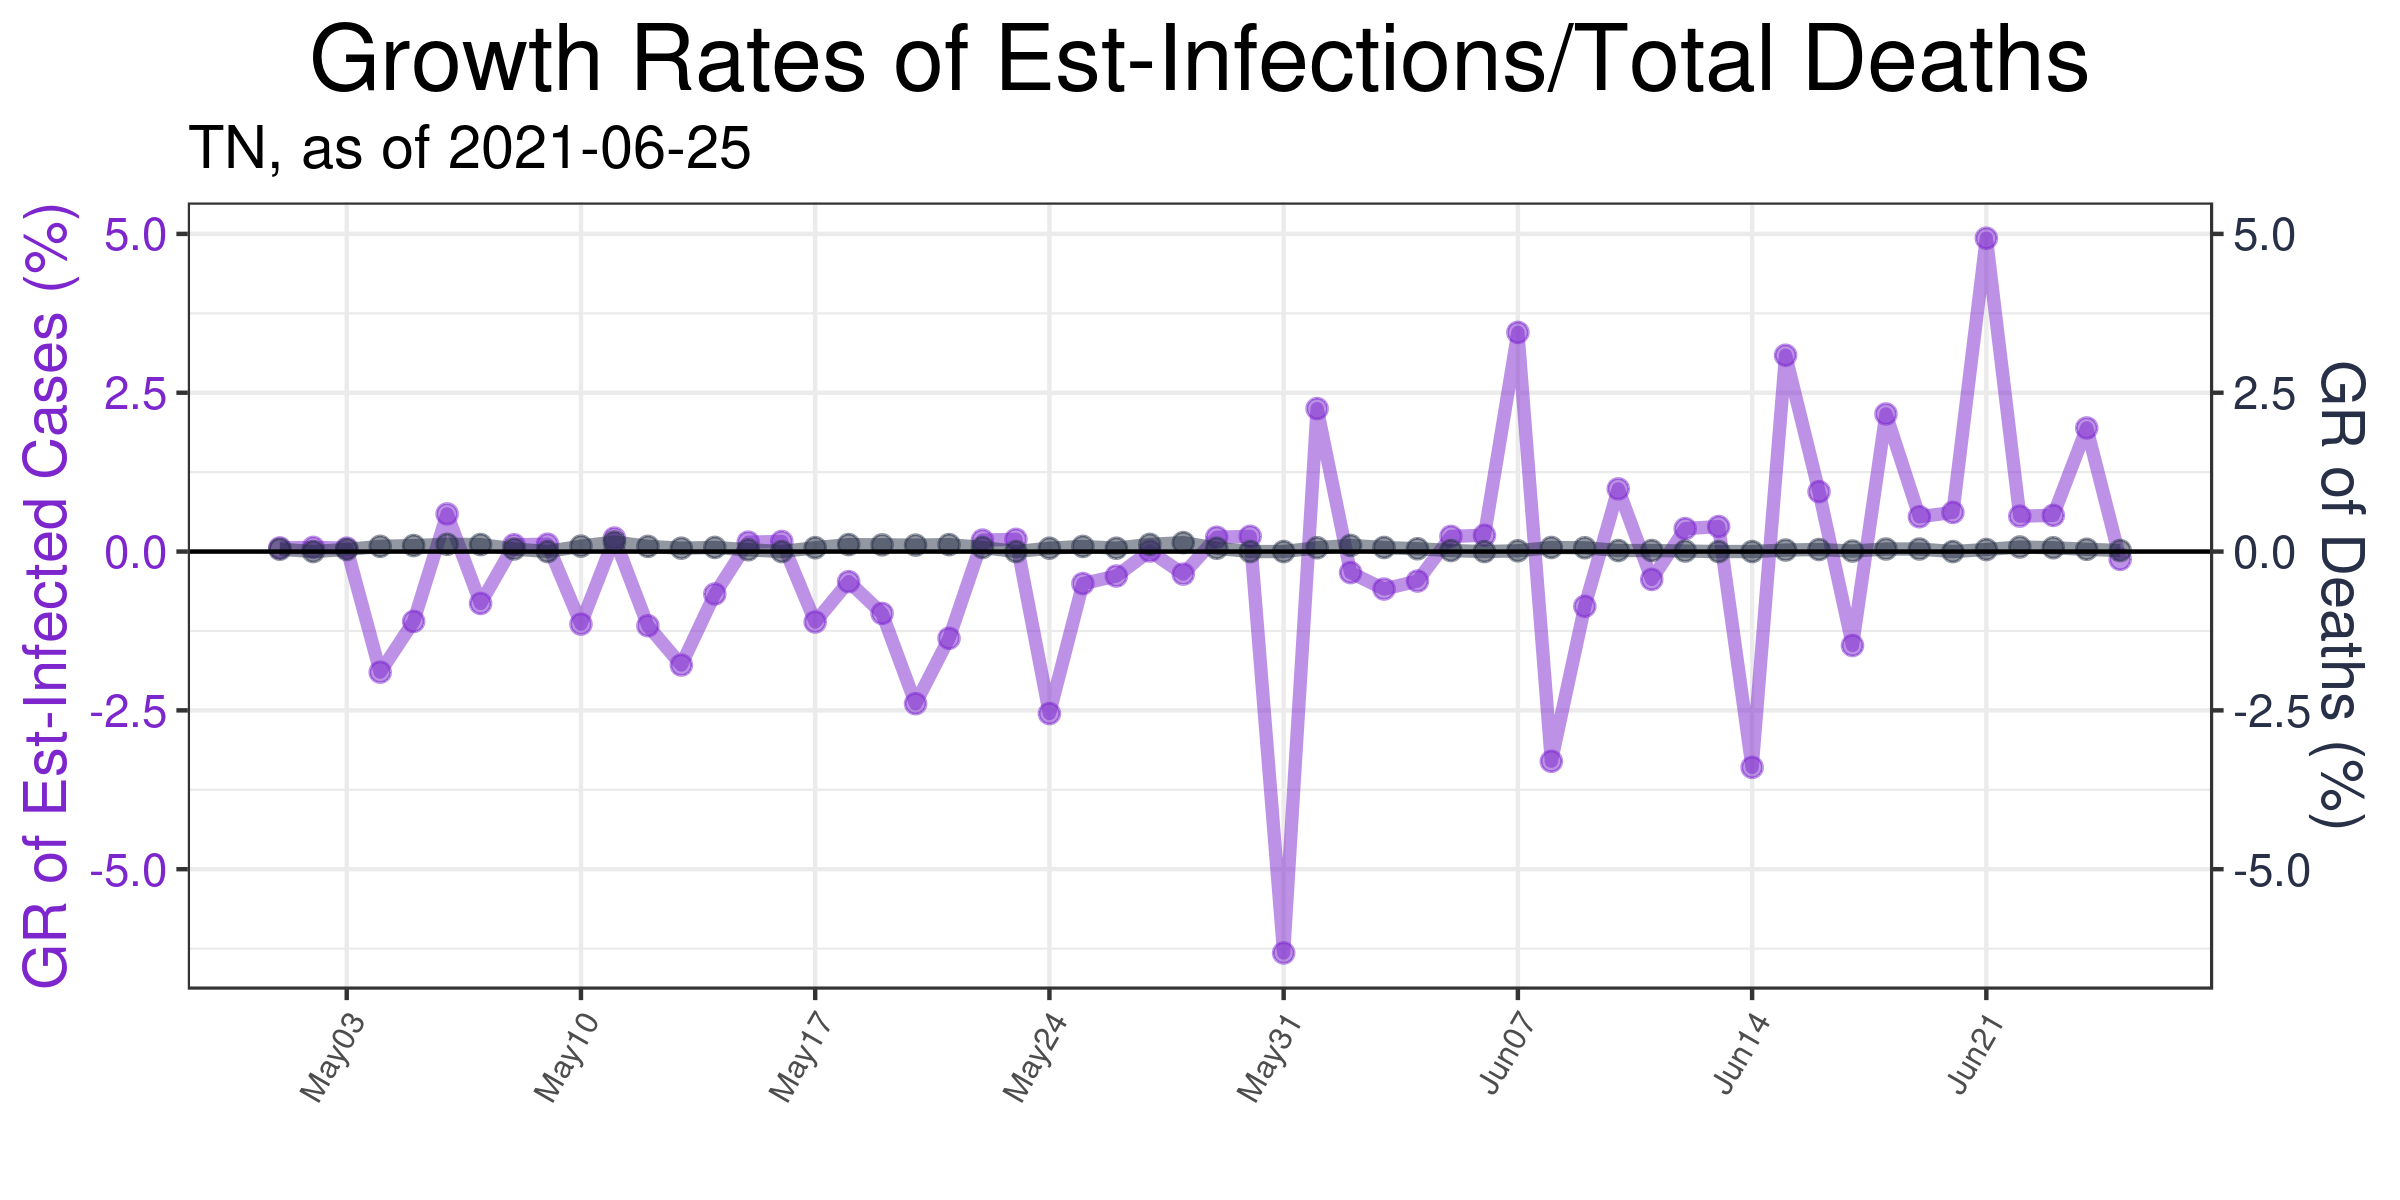 Growth Rates of Est-Infections/Total Deaths
TN, as of 2021-06-25
GR of Est-Infected Cases (%)
5.0
2.5
0.0
-2.5
-5.0
5.0
2.5
0.0
-2.5
-5.0
GR of Deaths (%)
May03
May10
May17
May24
May31
Jun07
Jun14
Jun21